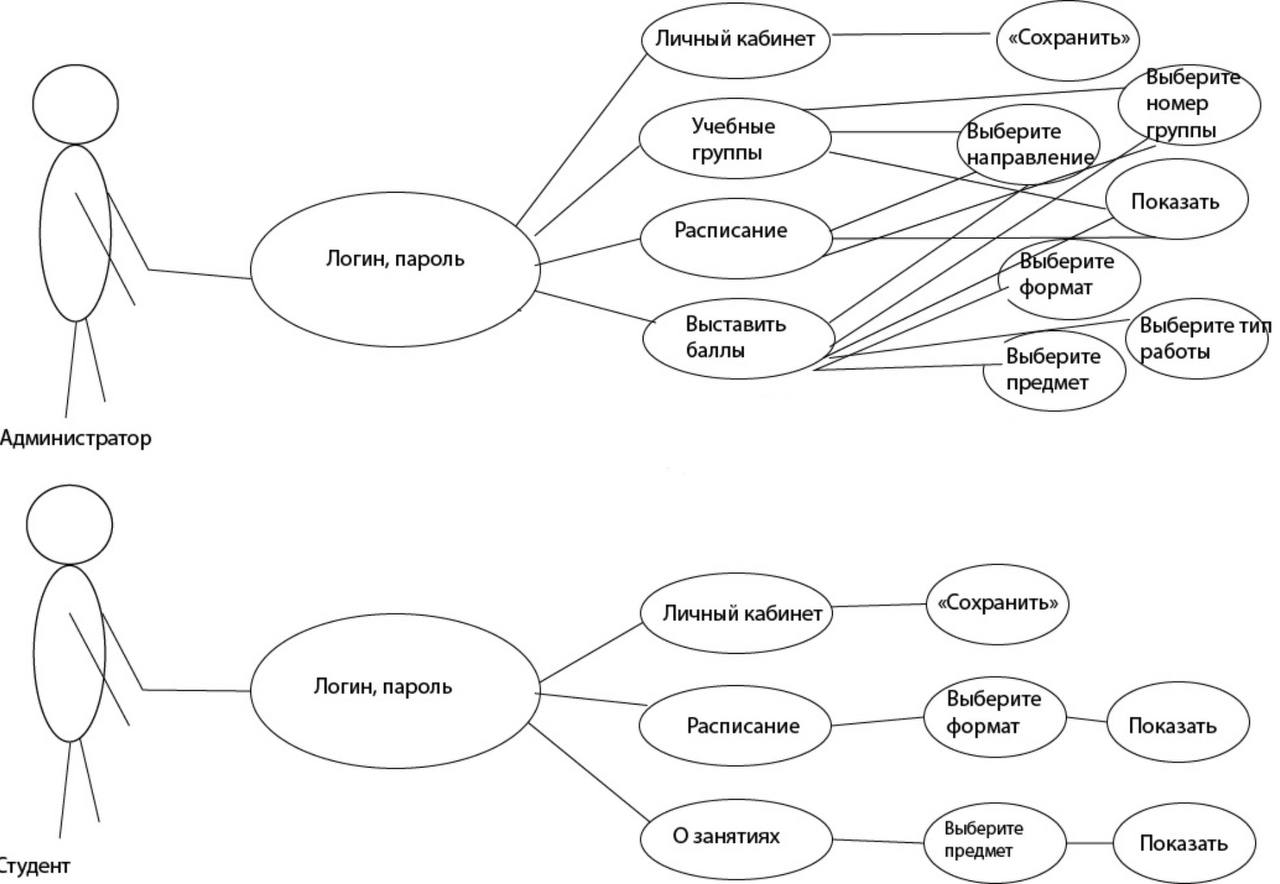 Личный кабинет
«Сохранить»
Выберите
номер
группы
Учебные
группы
Выберите
направление
Показать
Расписание
Логин, пароль
Выберите
формат
Выставить
баллы
Выберите тип
работы
Выберите
предмет
Администратор
Личный кабинет
«Сохранить»
Логин, пароль
Расписание
Выберите
формат
Показать
О занятиях
Выберите
предмет
Показать
Студент